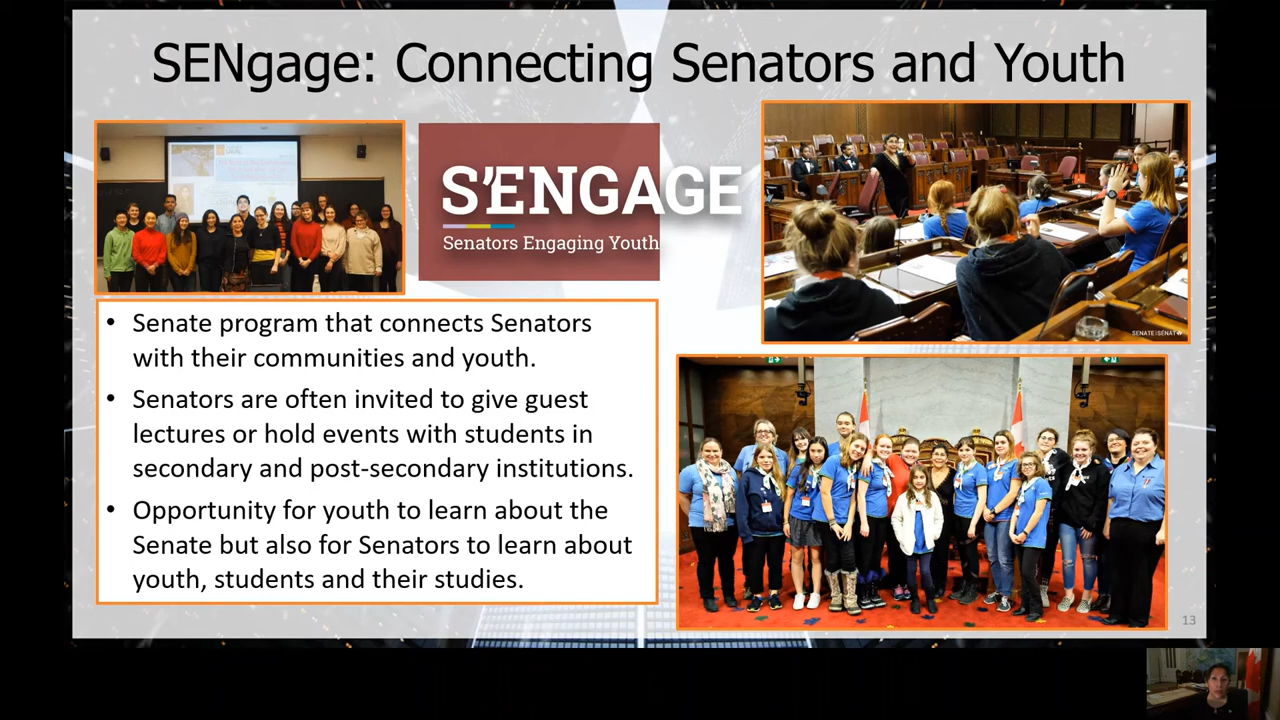 SENgage: Connecting Senators and Youth
S'ENGAGE
Senators Engaging Youth
SENATE SÉNAT
• Senate program that connects Senators
with their communities and youth.
• Senators are often invited to give guest
lectures or hold events with students in
secondary and post-secondary institutions.
• Opportunity for youth to learn about the
Senate but also for Senators to learn about
youth, students and their studies.
13